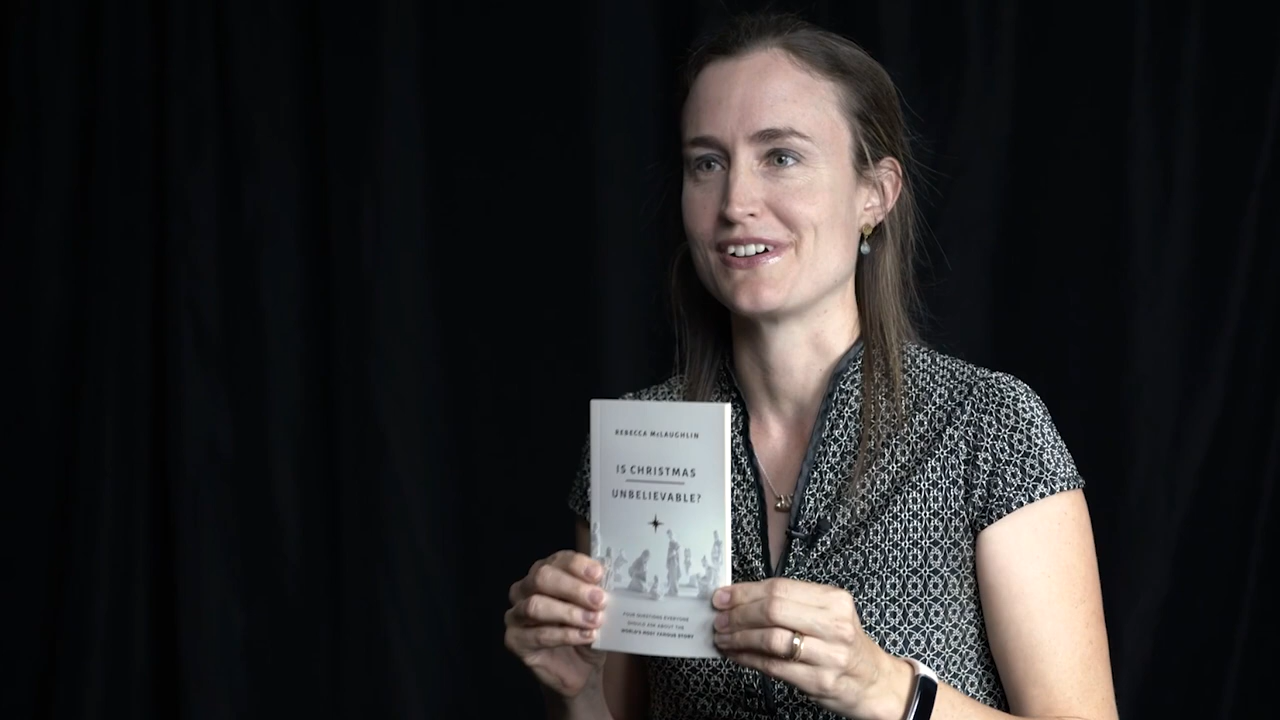 REBECCA McLAUGHLIN
IS CHRISTMAS
UNBELIEVABLE?
FOUR QUESTIONS EVERYONE
SHOULD ASK ABOUT THE
WORLD'S MOST FAMOUS STORY